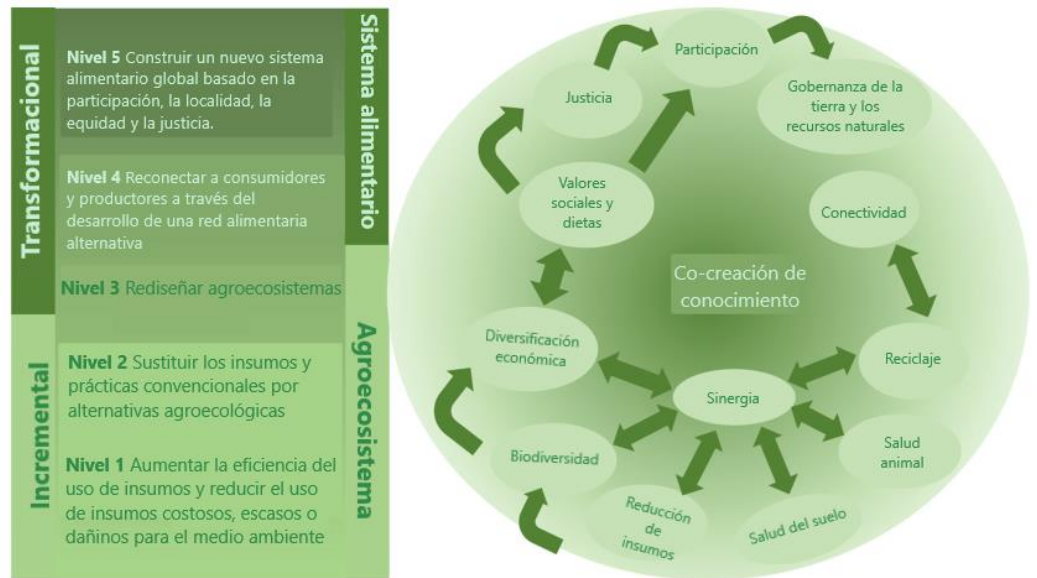 Transformacional
Incremental
Nivel 5 Construir un nuevo sistema
alimentario global basado en la
participación, la localidad, la
equidad y la justicia.
Nivel 4 Reconectar a consumidores
y productores a través del
desarrollo de una red alimentaria
alternativa
Nivel 3 Rediseñar agroecosistemas
Nivel 2 Sustituir los insumos y
prácticas convencionales por
alternativas agroecológicas
Nivel 1 Aumentar la eficiencia del
uso de insumos y reducir el uso
de insumos costosos, escasos o
dañinos para el medio ambiente
Sistema alimentario
Agroecosistema
Participación
Justicia
Gobernanza de la
tierra y los
recursos naturales
Valores
sociales y
dietas
Conectividad
Co-creación de
conocimiento
Diversificación
económica
Reciclaje
Sinergia
Biodiversidad
Salud
animal
Reducción
de
insumos
Salud del suelo